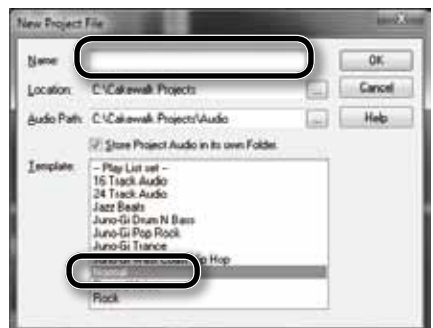 New Project File
Name
OK
Location C:\Cakewalk Projects
Cancel
Audio Path: C:\Cakewalk Projects\Audio
Help
Store Project Audio in its own Folder.
Template
- Play List set -
16 Track Audio
24 Track Audio
Jazz Beats
Juno-Gi Drum N Bass
Juno-Gi Pop Rock
Juno-Gi Trance
Hip Hop
Normal
Rock